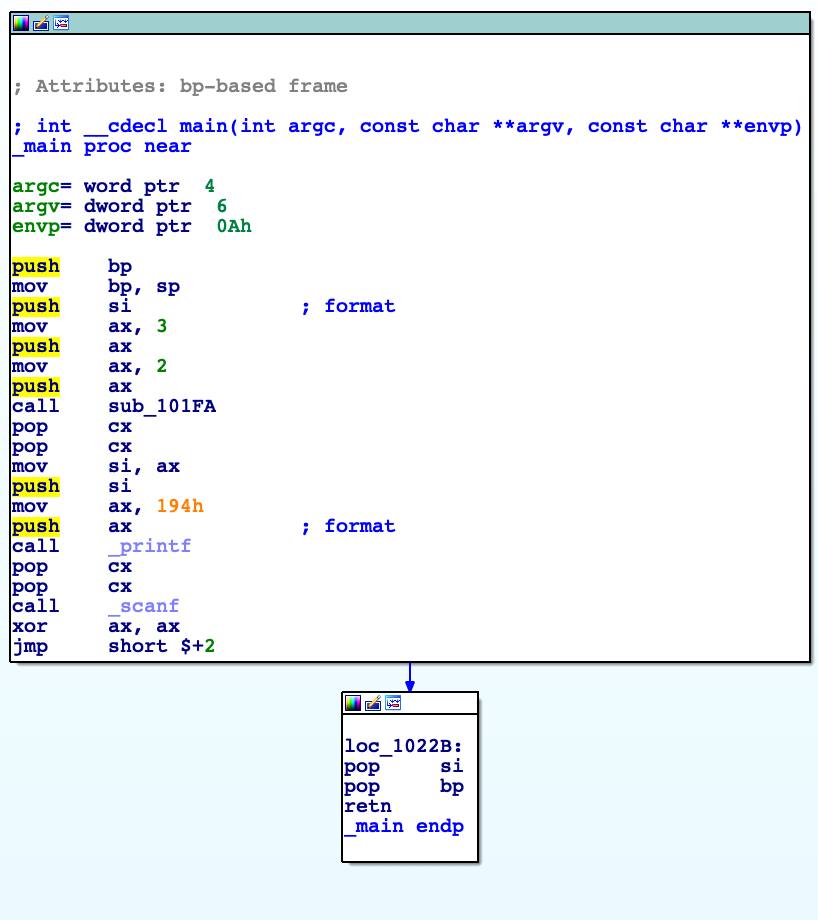 ; Attributes: bp-based frame
; int __cdecl main(int argc, const char **argv, const char **envp)
_main proc near
argc= word ptr  4
argv= dword ptr  6
envp= dword ptr  0Ah
push    bp
mov     bp, sp
push    si              ; format
mov     ax, 3
push    ax
mov     ax, 2
push    ax
call    sub_101FA
pop     cx
pop     cx
mov     si, ax
push    si
mov     ax, 194h
push    ax              ; format
call    _printf
pop     cx
pop     cx
call    _scanf
xor     ax, ax
jmp     short $+2
loc_1022B:
pop     si
pop     bp
retn
_main endp